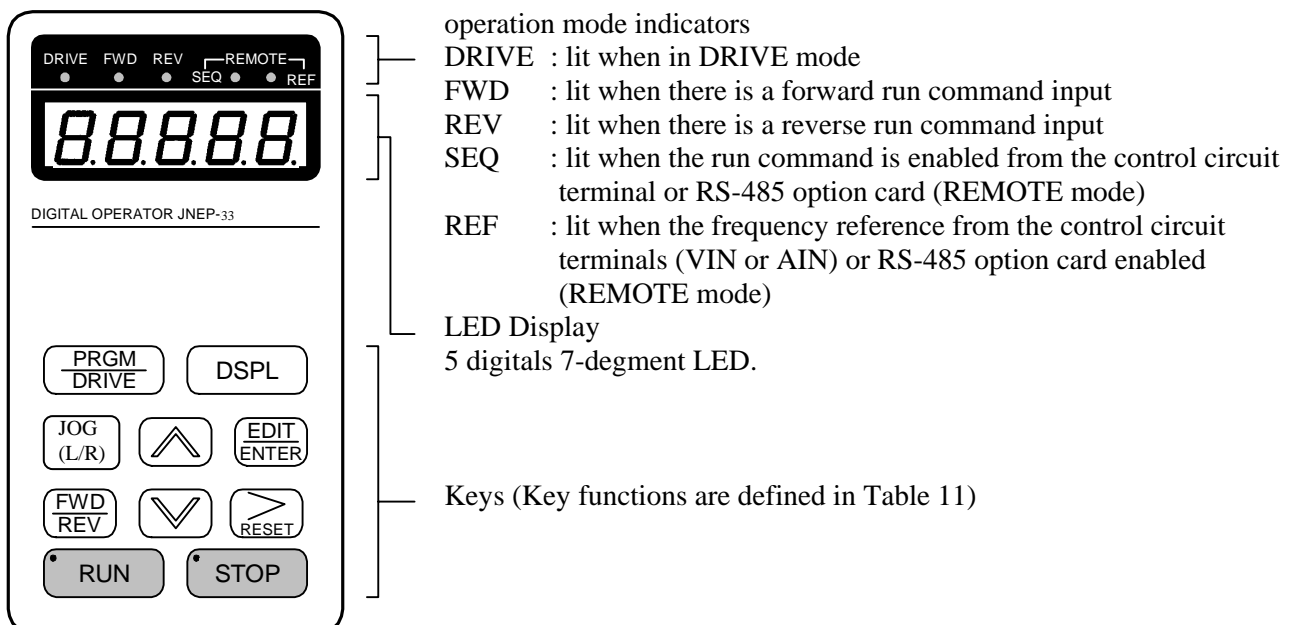 operation mode indicators
DRIVE FWD REV REMOTE
SEQ REF
DRIVE : lit when in DRIVE mode
FWD : lit when there is a forward run command input
REV : lit when there is a reverse run command input
SEQ : lit when the run command is enabled from the control circuit
terminal or RS-485 option card (REMOTE mode)
REF : lit when the frequency reference from the control circuit
terminals (VIN or AIN) or RS-485 option card enabled
(REMOTE mode)
8.8.8.8.8.
DIGITAL OPERATOR JNEP-33
LED Display
5 digitals 7-degment LED.
PRGM
DRIVE
DSPL
JOG
(L/R)
EDIT
ENTER
FWD
REV
RESET
Keys (Key functions are defined in Table 11)
RUN
STOP